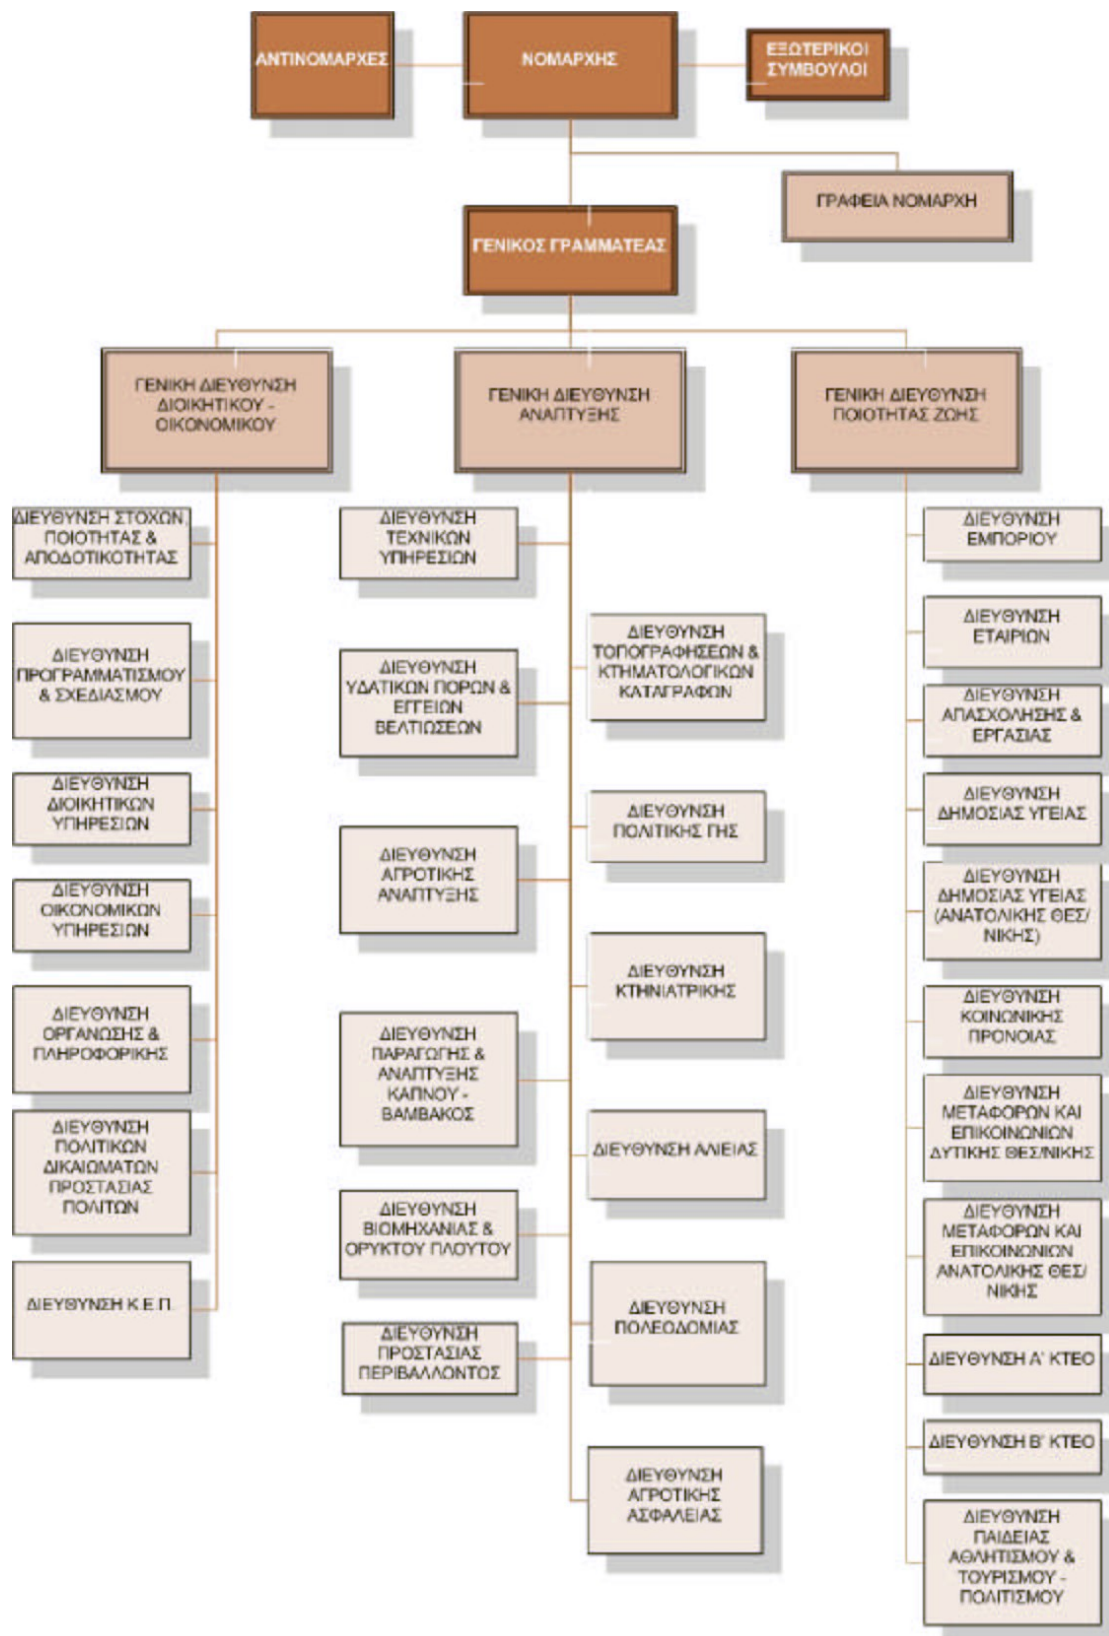 ΑΝΤΙΝΟΜΑΡΧΕΣ
ΝΟΜΑΡΧΗΣ
ΕΞΩΤΕΡΙΚΟΙ
ΣΥΜΒΟΥΛΟΙ
ΓΡΑΦΕΙΑ ΝΟΜΑΡΧΗ
ΓΕΝΙΚΟΣ ΓΡΑΜΜΑΤΕΑΣ
ΓΕΝΙΚΗ ΔΙΕΥΘΥΝΣΗ
ΔΙΟΙΚΗΤΙΚΟΥ -
ΟΙΚΟΝΟΜΙΚΟΥ
ΓΕΝΙΚΗ ΔΙΕΥΘΥΝΣΗ
ΑΝΑΠΤΥΞΗΣ
ΓΕΝΙΚΗ ΔΙΕΥΘΥΝΣΗ
ΠΟΙΟΤΗΤΑΣ ΖΩΗΣ
ΔΙΕΥΘΥΝΣΗ ΣΤΟΧΩΝ,
ΠΟΙΟΤΗΤΑΣ &
ΑΠΟΔΟΤΙΚΟΤΗΤΑΣ
ΔΙΕΥΘΥΝΣΗ
ΠΡΟΓΡΑΜΜΑΤΙΣΜΟΥ
& ΣΧΕΔΙΑΣΜΟΥ
ΔΙΕΥΘΥΝΣΗ
ΔΙΟΙΚΗΤΙΚΩΝ
ΥΠΗΡΕΣΙΩΝ
ΔΙΕΥΘΥΝΣΗ
ΟΙΚΟΝΟΜΙΚΩΝ
ΥΠΗΡΕΣΙΩΝ
ΔΙΕΥΘΥΝΣΗ
ΟΡΓΑΝΩΣΗΣ &
ΠΛΗΡΟΦΟΡΙΚΗΣ
ΔΙΕΥΘΥΝΣΗ
ΠΟΛΙΤΙΚΩΝ
ΔΙΚΑΙΩΜΑΤΩΝ
ΠΡΟΣΤΑΣΙΑΣ
ΠΟΛΙΤΩΝ
ΔΙΕΥΘΥΝΣΗ Κ.Ε.Π.
ΔΙΕΥΘΥΝΣΗ
ΤΕΧΝΙΚΩΝ
ΥΠΗΡΕΣΙΩΝ
ΔΙΕΥΘΥΝΣΗ
ΤΟΠΟΓΡΑΦΗΣΕΩΝ &
ΚΤΗΜΑΤΟΛΟΓΙΚΩΝ
ΚΑΤΑΓΡΑΦΩΝ
ΔΙΕΥΘΥΝΣΗ
ΥΔΑΤΙΚΩΝ ΠΟΡΩΝ &
ΕΓΓΕΙΩΝ
ΒΕΛΤΙΩΣΕΩΝ
ΔΙΕΥΘΥΝΣΗ
ΠΟΛΙΤΙΚΗΣ ΓΗΣ
ΔΙΕΥΘΥΝΣΗ
ΑΓΡΟΤΙΚΗΣ
ΑΝΑΠΤΥΞΗΣ
ΔΙΕΥΘΥΝΣΗ
ΚΤΗΝΙΑΤΡΙΚΗΣ
ΔΙΕΥΘΥΝΣΗ
ΠΑΡΑΓΩΓΗΣ &
ΑΝΑΠΤΥΞΗΣ
ΚΑΠΝΟΥ -
ΒΑΜΒΑΚΟΣ
ΔΙΕΥΘΥΝΣΗ ΑΛΙΕΙΑΣ
ΔΙΕΥΘΥΝΣΗ
ΒΙΟΜΗΧΑΝΙΑΣ &
ΟΡΥΚΤΟΥ ΠΛΟΥΤΟΥ
ΔΙΕΥΘΥΝΣΗ
ΠΟΛΕΟΔΟΜΙΑΣ
ΔΙΕΥΘΥΝΣΗ
ΠΡΟΣΤΑΣΙΑΣ
ΠΕΡΙΒΑΛΛΟΝΤΟΣ
ΔΙΕΥΘΥΝΣΗ
ΑΓΡΟΤΙΚΗΣ
ΑΣΦΑΛΕΙΑΣ
ΔΙΕΥΘΥΝΣΗ
ΕΜΠΟΡΙΟΥ
ΔΙΕΥΘΥΝΣΗ
ΕΤΑΙΡΙΩΝ
ΔΙΕΥΘΥΝΣΗ
ΑΠΑΣΧΟΛΗΣΗΣ &
ΕΡΓΑΣΙΑΣ
ΔΙΕΥΘΥΝΣΗ
ΔΗΜΟΣΙΑΣ ΥΓΕΙΑΣ
ΔΙΕΥΘΥΝΣΗ
ΔΗΜΟΣΙΑΣ ΥΓΕΙΑΣ
(ΑΝΑΤΟΛΙΚΗΣ ΘΕΣ/
ΝΙΚΗΣ)
ΔΙΕΥΘΥΝΣΗ
ΚΟΙΝΩΝΙΚΗΣ
ΠΡΟΝΟΙΑΣ
ΔΙΕΥΘΥΝΣΗ
ΜΕΤΑΦΟΡΩΝ ΚΑΙ
ΕΠΙΚΟΙΝΩΝΙΩΝ
ΔΥΤΙΚΗΣ ΘΕΣ/ΝΙΚΗΣ
ΔΙΕΥΘΥΝΣΗ
ΜΕΤΑΦΟΡΩΝ ΚΑΙ
ΕΠΙΚΟΙΝΩΝΙΩΝ
ΑΝΑΤΟΛΙΚΗΣ ΘΕΣ/
ΝΙΚΗΣ
ΔΙΕΥΘΥΝΣΗ Α' ΚΤΕΟ
ΔΙΕΥΘΥΝΣΗ Β' ΚΤΕΟ
ΔΙΕΥΘΥΝΣΗ
ΠΑΙΔΕΙΑΣ
ΑΘΛΗΤΙΣΜΟΥ &
ΤΟΥΡΙΣΜΟΥ -
ΠΟΛΙΤΙΣΜΟΥ